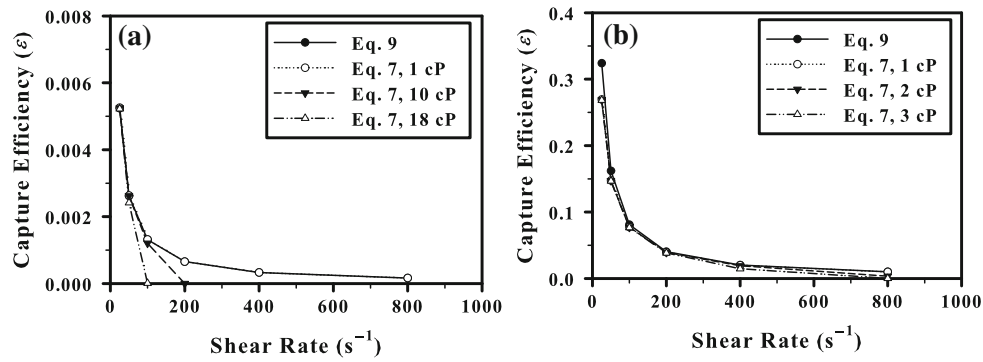 (a)
Eq. 9
Eq. 7, 1 cP
Eq. 7, 10 cP
Eq. 7, 18 cP
Capture Efficiency (ε)
0.008
0.006
0.004
0.002
0.000
0 200 400 600 800 1000
Shear Rate (s⁻¹)
(b)
Eq. 9
Eq. 7, 1 cP
Eq. 7, 2 cP
Eq. 7, 3 cP
Capture Efficiency (ε)
0.4
0.3
0.2
0.1
0.0
0 200 400 600 800 1000
Shear Rate (s⁻¹)